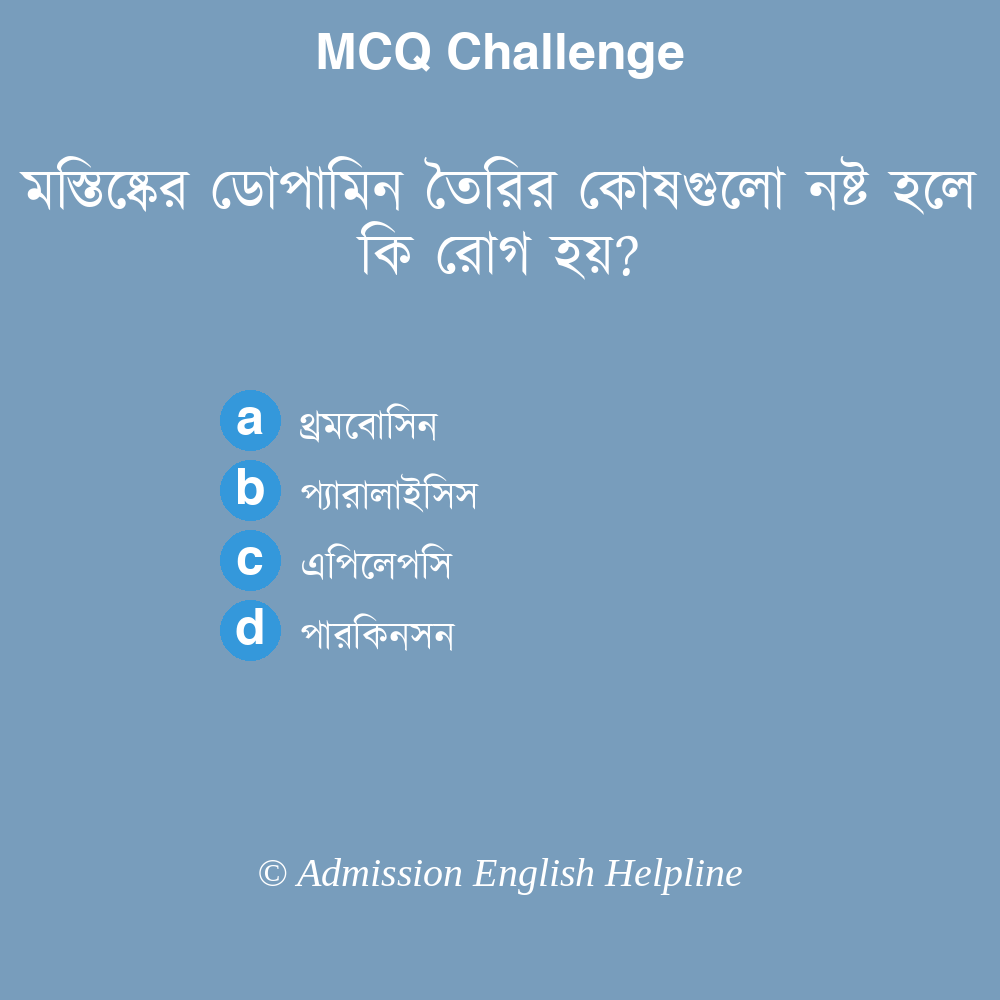 MCQ Challenge
মস্তিষ্কের ডোপামিন তৈরির কোষগুলো নষ্ট হলে
কি রোগ হয়?
a থ্রমবোসিন
b প্যারালাইসিস
c এপিলেপসি
d পারকিনসন
© Admission English Helpline